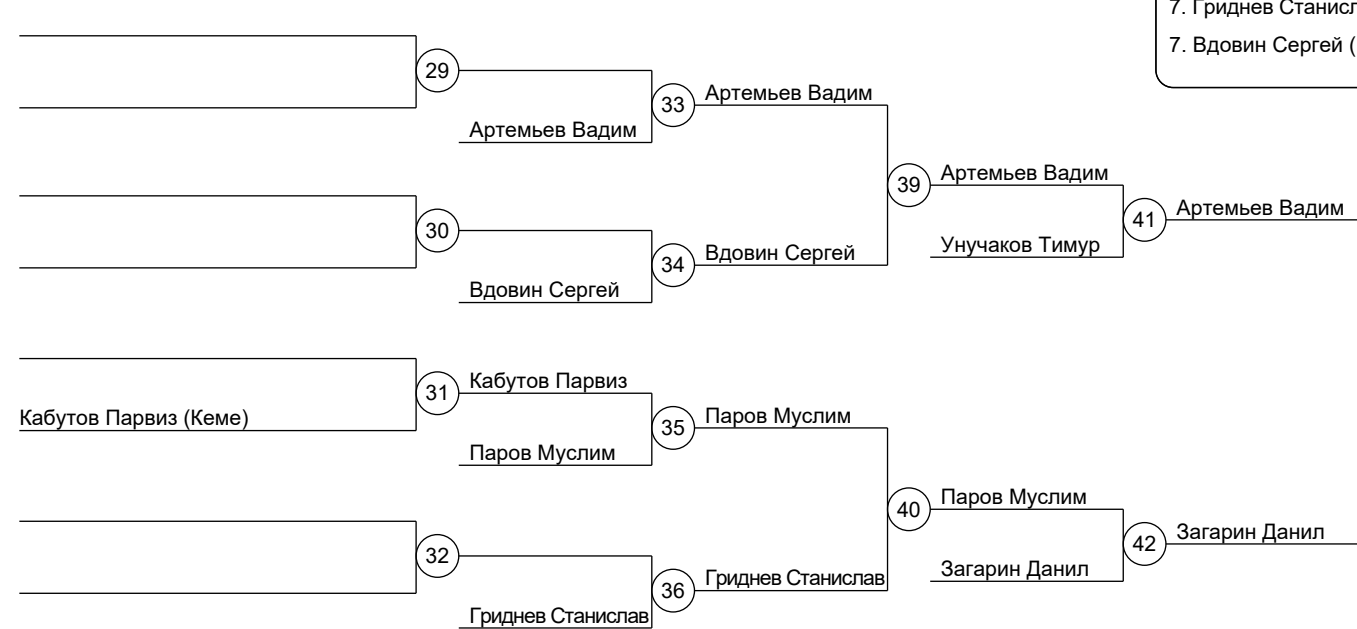 7. Гриднев Станисл
7. Вдовин Сергей (
29
33
Артемьев Вадим
Артемьев Вадим
39
Артемьев Вадим
41
Артемьев Вадим
Унучаков Тимур
30
34
Вдовин Сергей
Вдовин Сергей
31
Кабутов Парвиз
Кабутов Парвиз (Кеме)
35
Паров Муслим
Паров Муслим
40
Паров Муслим
42
Загарин Данил
Загарин Данил
32
36
Гриднев Станислав
Гриднев Станислав